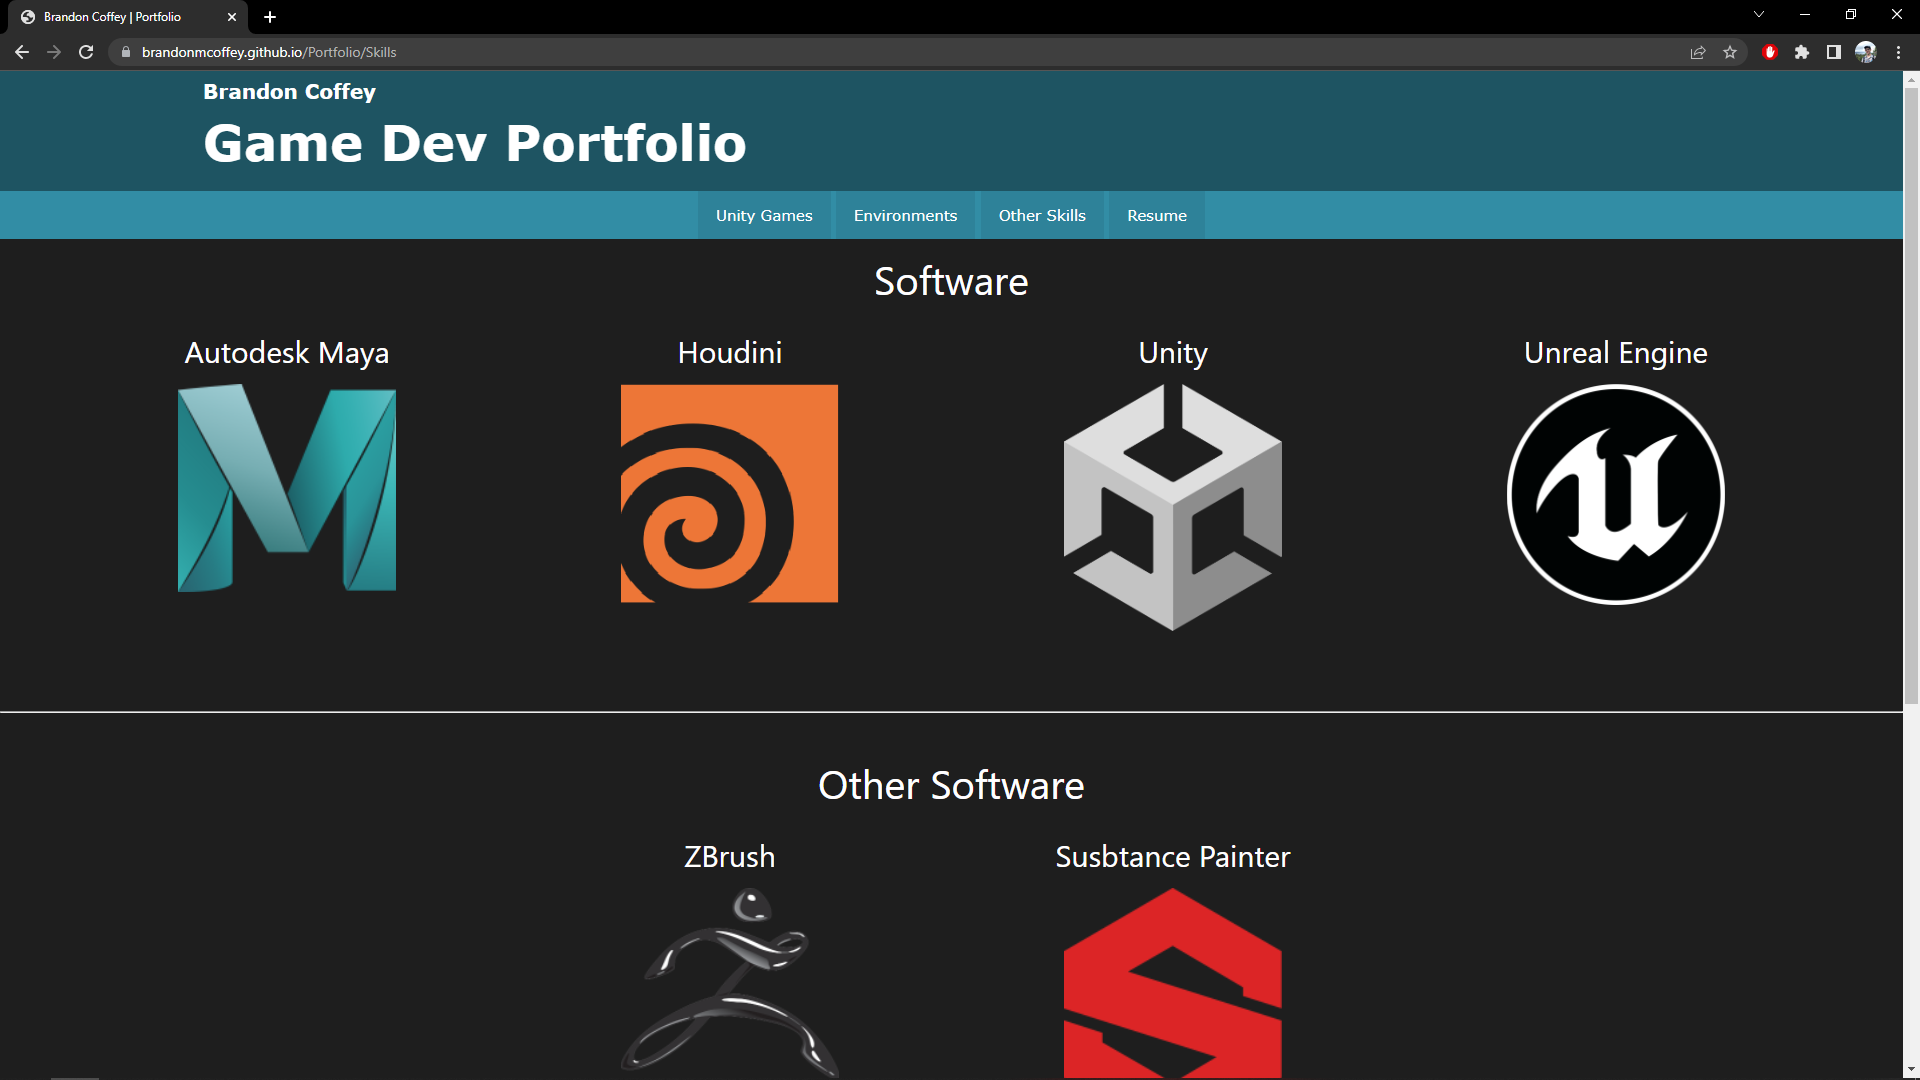 Brandon Coffey | Portfolio
brandonmcoffey.github.io/Portfolio/Skills
Brandon Coffey
Game Dev Portfolio
Unity Games Environments Other Skills Resume
Software
Autodesk Maya Houdini Unity Unreal Engine
Other Software
ZBrush Susbtance Painter